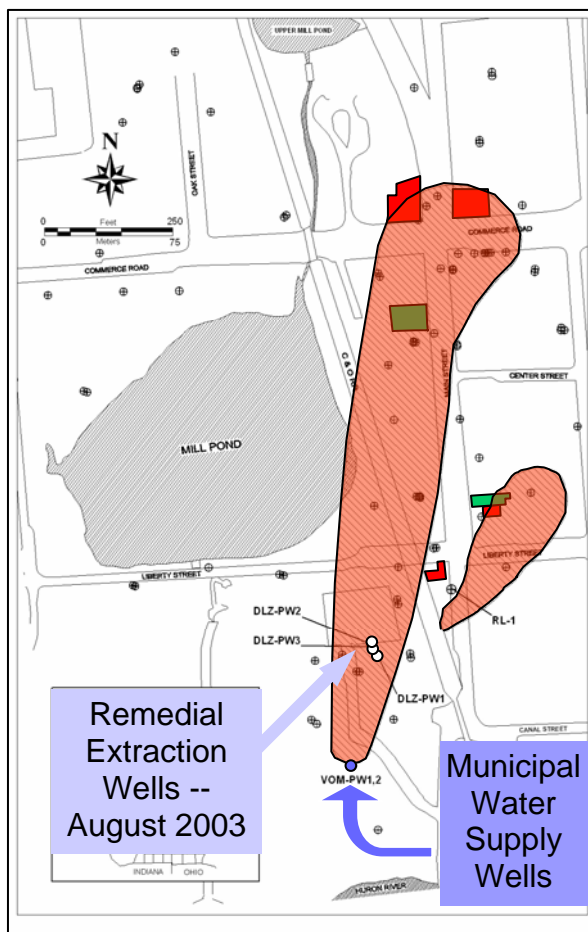 UPPER MILL POND
N
OAK STREET
0 Feet 250
0 Meters 75
COMMERCE ROAD
COMMERCE ROAD
C & O RR
MAIN STREET
CENTER STREET
MILL POND
LIBERTY STREET
LIBERTY STREET
DLZ-PW2
DLZ-PW3
RL-1
DLZ-PW1
Remedial
Extraction
Wells --
August 2003
CANAL STREET
VOM-PW1,2
Municipal
Water
Supply
Wells
INDIANA OHIO
HURON RIVER